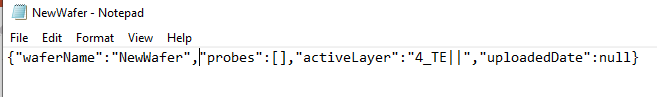 NewWafer - Notepad
File Edit Format View Help
{"waferName":"NewWafer","probes":[],"activeLayer":"4_TE||","uploadedDate":null}